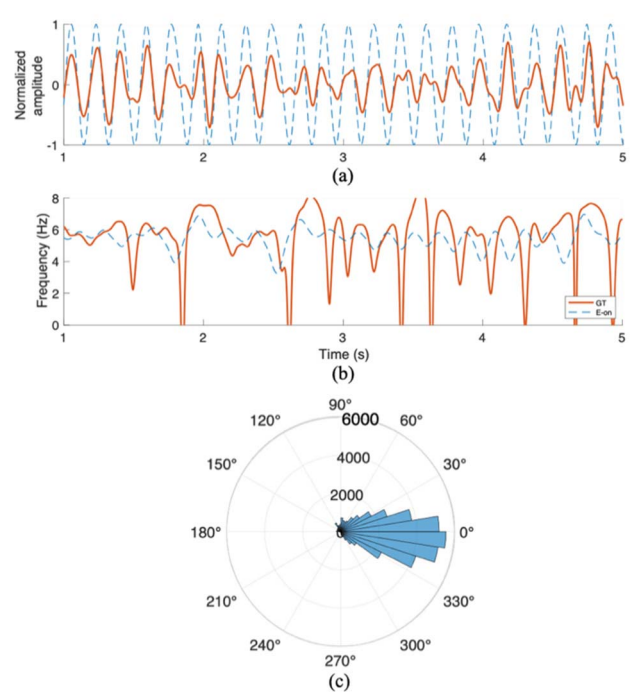 Normalized
amplitude
1
0
-1
1 2 3 4 5
(a)
Frequency (Hz)
8
6
4
2
0
GT
E-on
1 2 3 4 5
Time (s)
(b)
90°
120° 6000 60°
4000
150° 30°
2000
180° 0 0°
210° 330°
240° 300°
270°
(c)